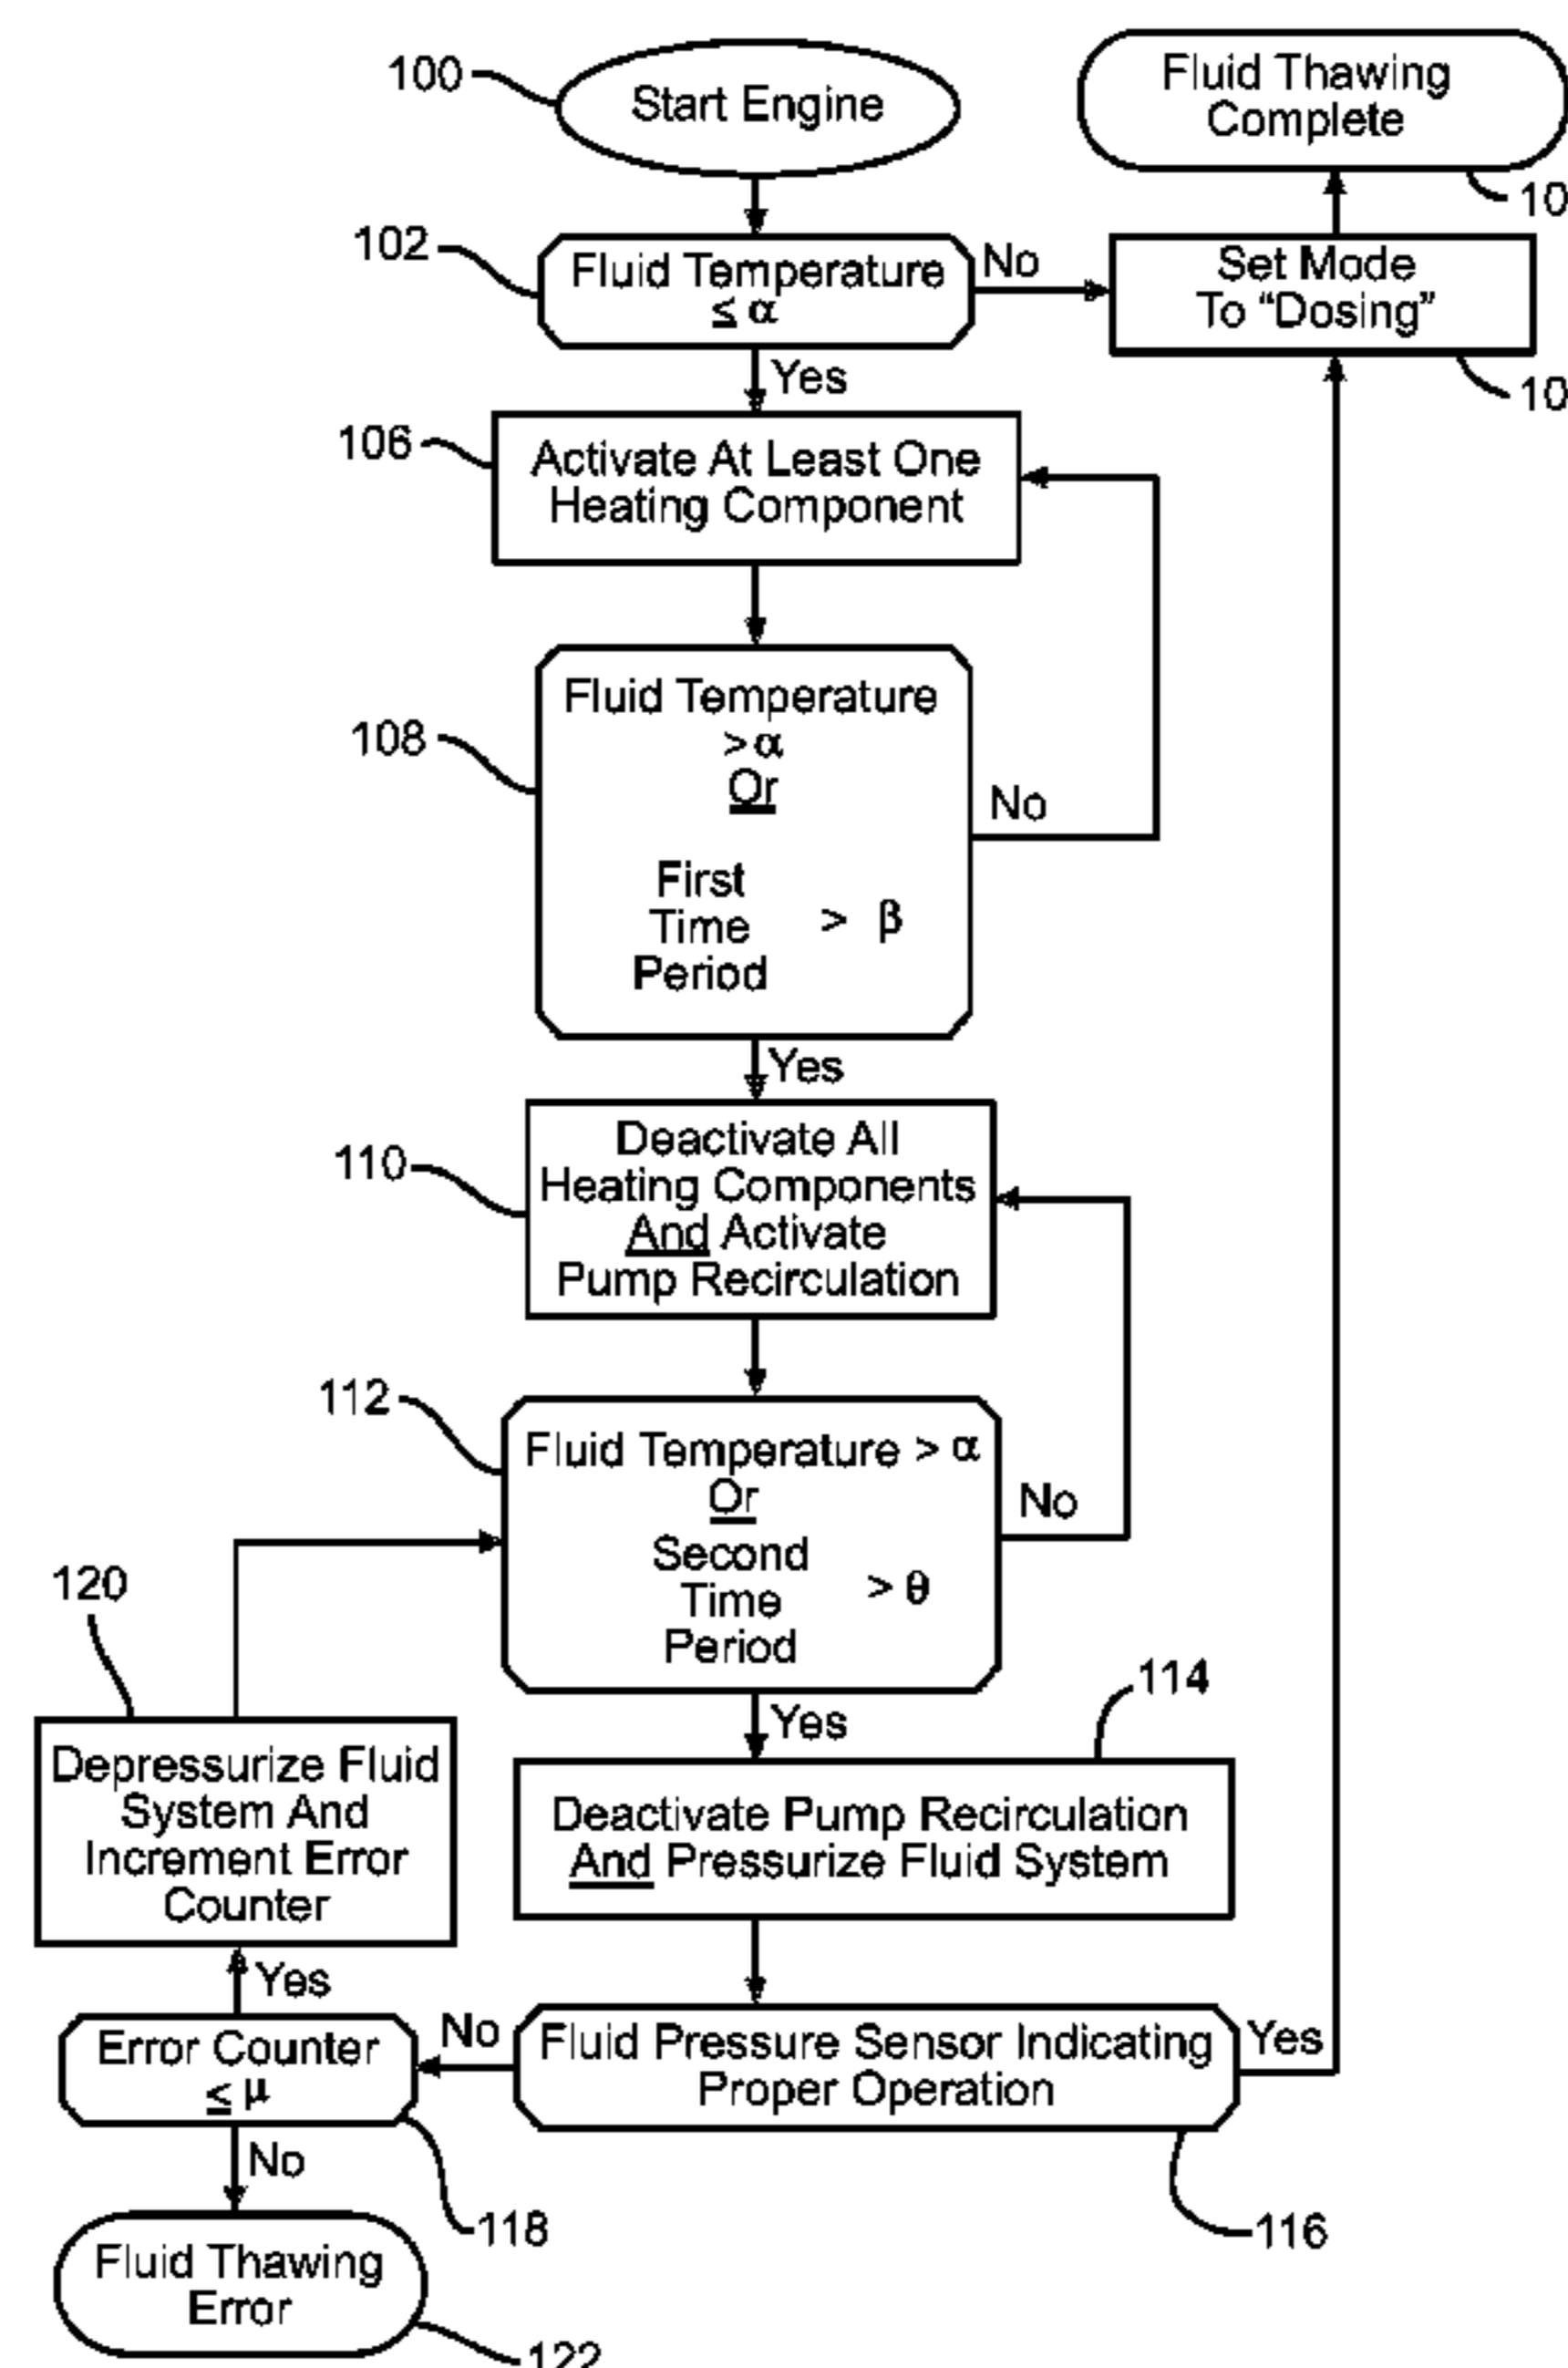 100
Start Engine
Fluid Thawing
Complete
10
102
Fluid Temperature
≤ α
No
Set Mode
To “Dosing”
10
Yes
106
Activate At Least One
Heating Component
108
Fluid Temperature
> α
Or
First
Time
Period
> β
No
Yes
110
Deactivate All
Heating Components
And Activate
Pump Recirculation
112
Fluid Temperature > α
Or
Second
Time
Period
> θ
No
Yes
120
Depressurize Fluid
System And
Increment Error
Counter
114
Deactivate Pump Recirculation
And Pressurize Fluid System
Yes
Error Counter
≤ μ
No
Fluid Pressure Sensor Indicating
Proper Operation
Yes
No
118
116
Fluid Thawing
Error
122